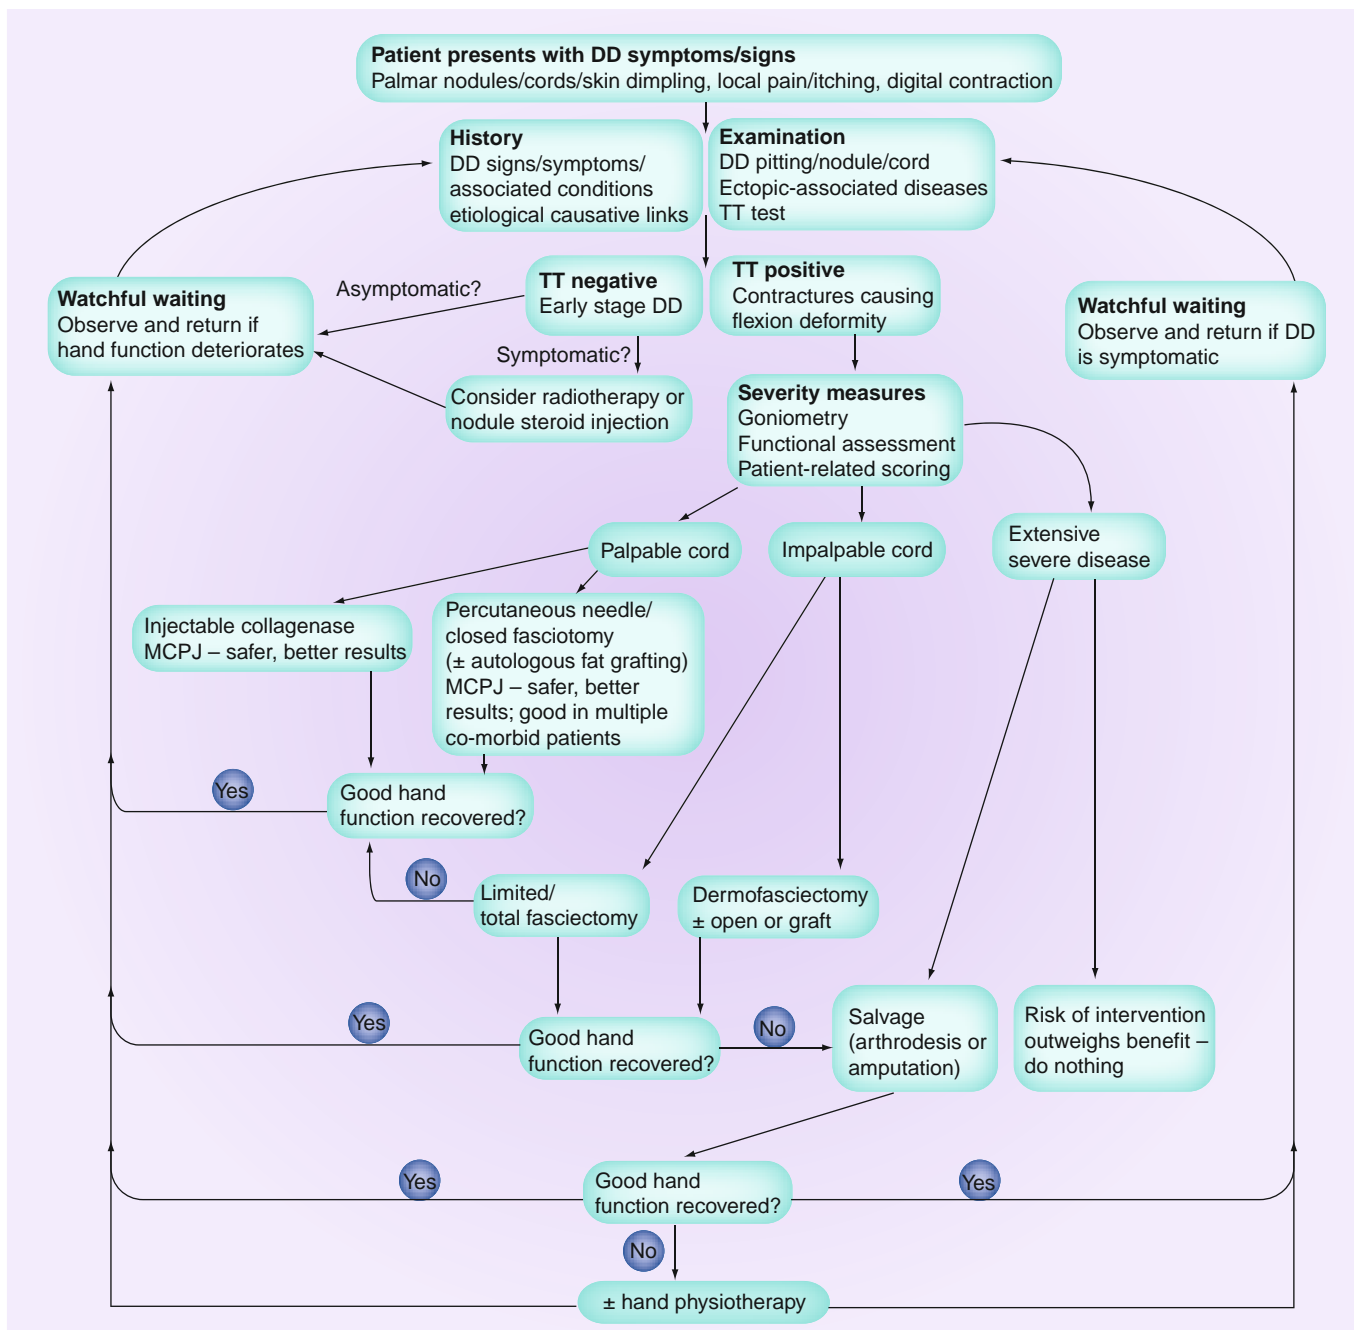 Patient presents with DD symptoms/signs
Palmar nodules/cords/skin dimpling, local pain/itching, digital contraction
History
DD signs/symptoms/
associated conditions
etiological causative links
Examination
DD pitting/nodule/cord
Ectopic-associated diseases
TT test
Watchful waiting
Observe and return if
hand function deteriorates
Asymptomatic?
TT negative
Early stage DD
TT positive
Contractures causing
flexion deformity
Watchful waiting
Observe and return if DD
is symptomatic
Symptomatic?
Consider radiotherapy or
nodule steroid injection
Severity measures
Goniometry
Functional assessment
Patient-related scoring
Palpable cord
Impalpable cord
Extensive
severe disease
Injectable collagenase
MCPJ – safer, better results
Percutaneous needle/
closed fasciotomy
(± autologous fat grafting)
MCPJ – safer, better
results; good in multiple
co-morbid patients
Yes
Good hand
function recovered?
No
Limited/
total fasciectomy
Dermofasciectomy
± open or graft
Yes
Good hand
function recovered?
No
Salvage
(arthrodesis or
amputation)
Risk of intervention
outweighs benefit –
do nothing
Yes
Good hand
function recovered?
Yes
No
± hand physiotherapy